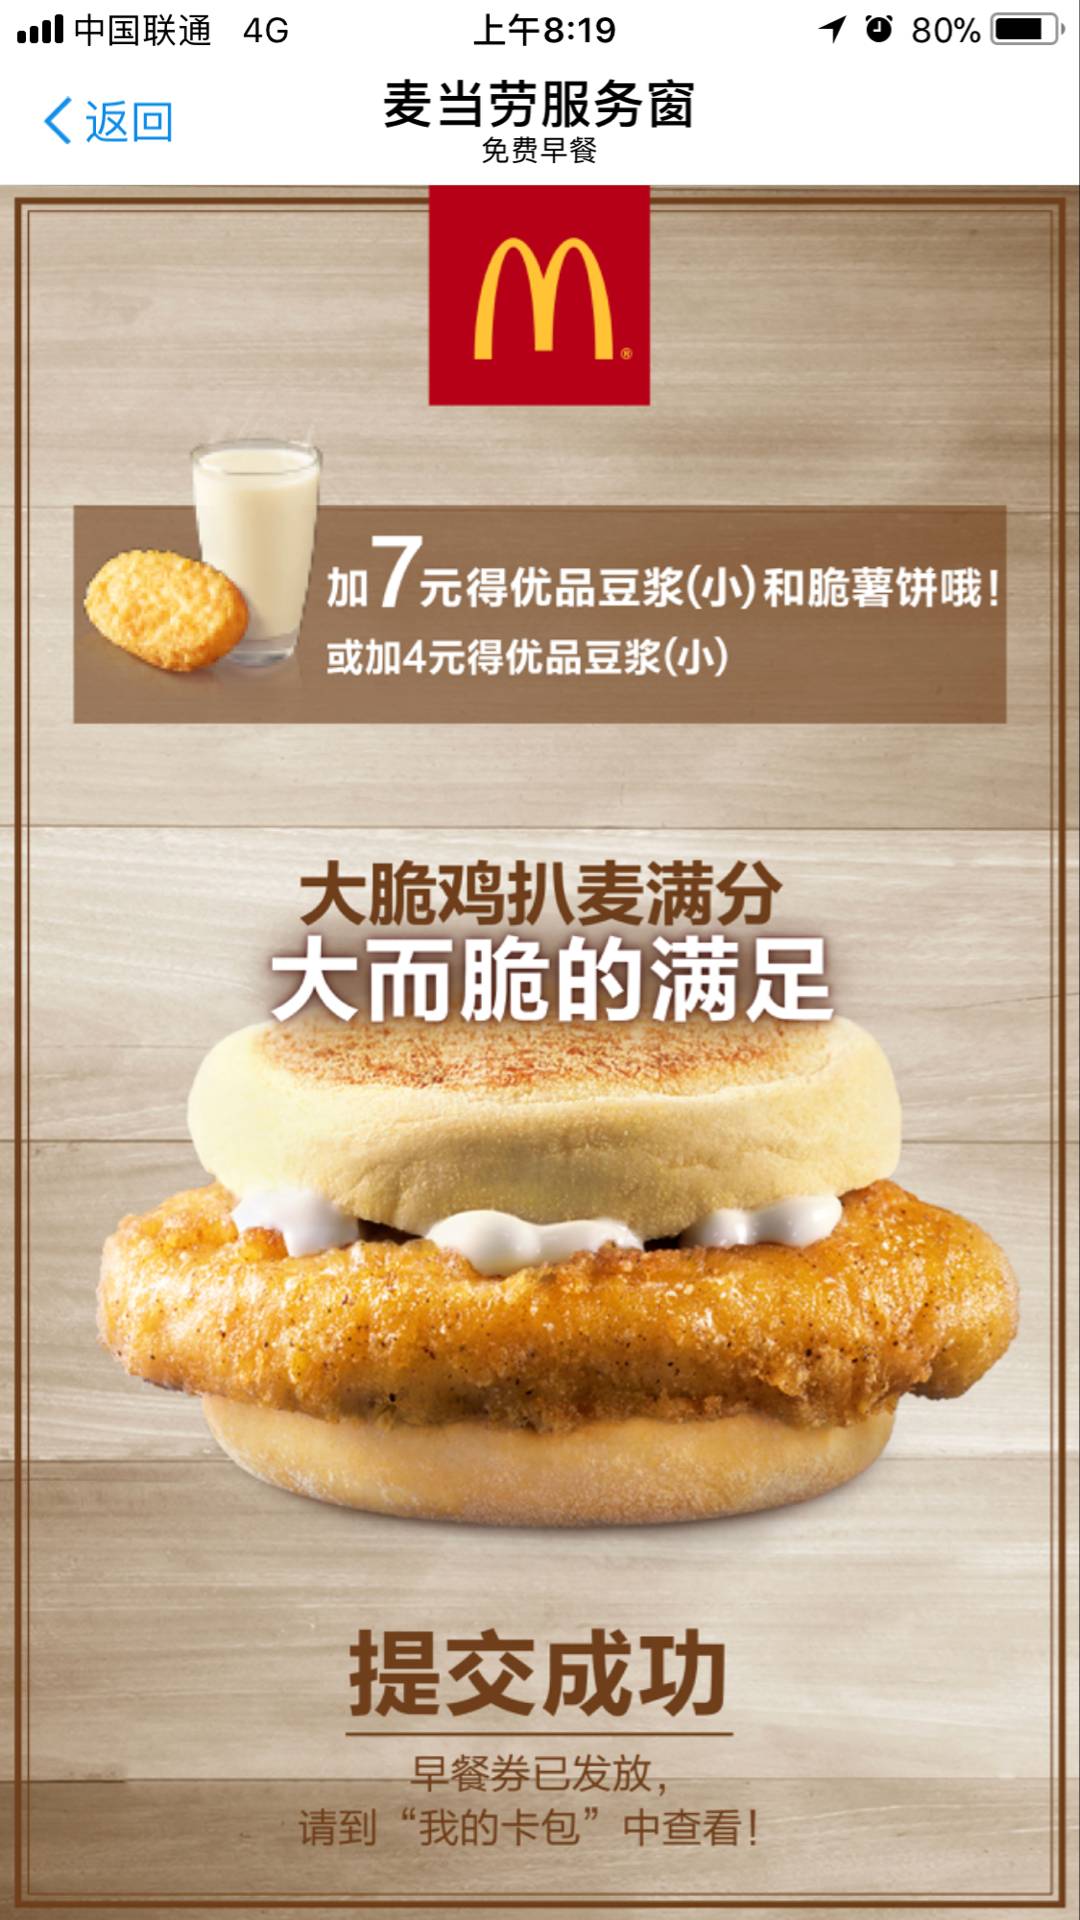 中国联通 4G 上午8:19 80%
返回
麦当劳服务窗
免费早餐
加7元得优品豆浆(小)和脆薯饼哦!
或加4元得优品豆浆(小)
大脆鸡扒麦满分
大而脆的满足
提交成功
早餐券已发放,
请到“我的卡包”中查看!